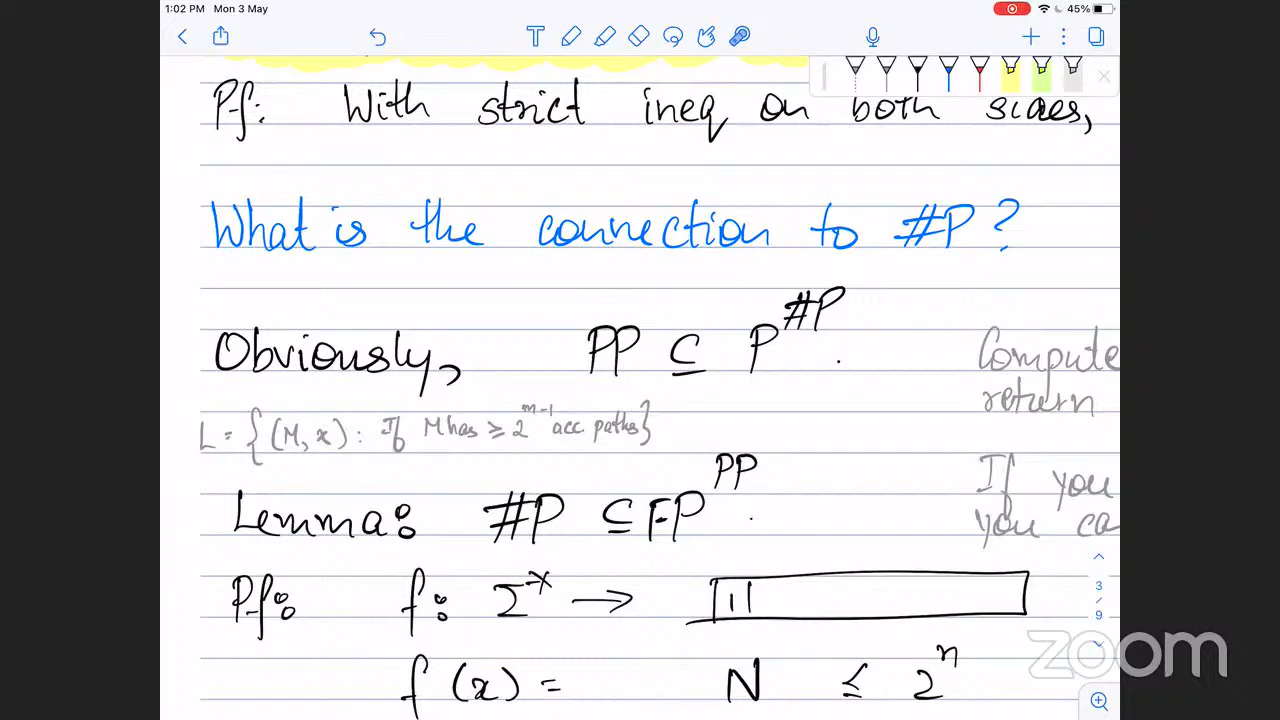 1:02 PM Mon 3 May 45%
Pf: With strict ineq on both sides,
What is the connection to #P?
Obviously, PP ⊆ P^#P. Compute
return
L = {(M, x) : If M has ≥ 2^{m-1} acc. paths}
Lemma: #P ⊆ FP^PP. If you
you ca
Pf: f: Σ^* →
3
/
9
f(x) = N ≤ 2^n
zoom